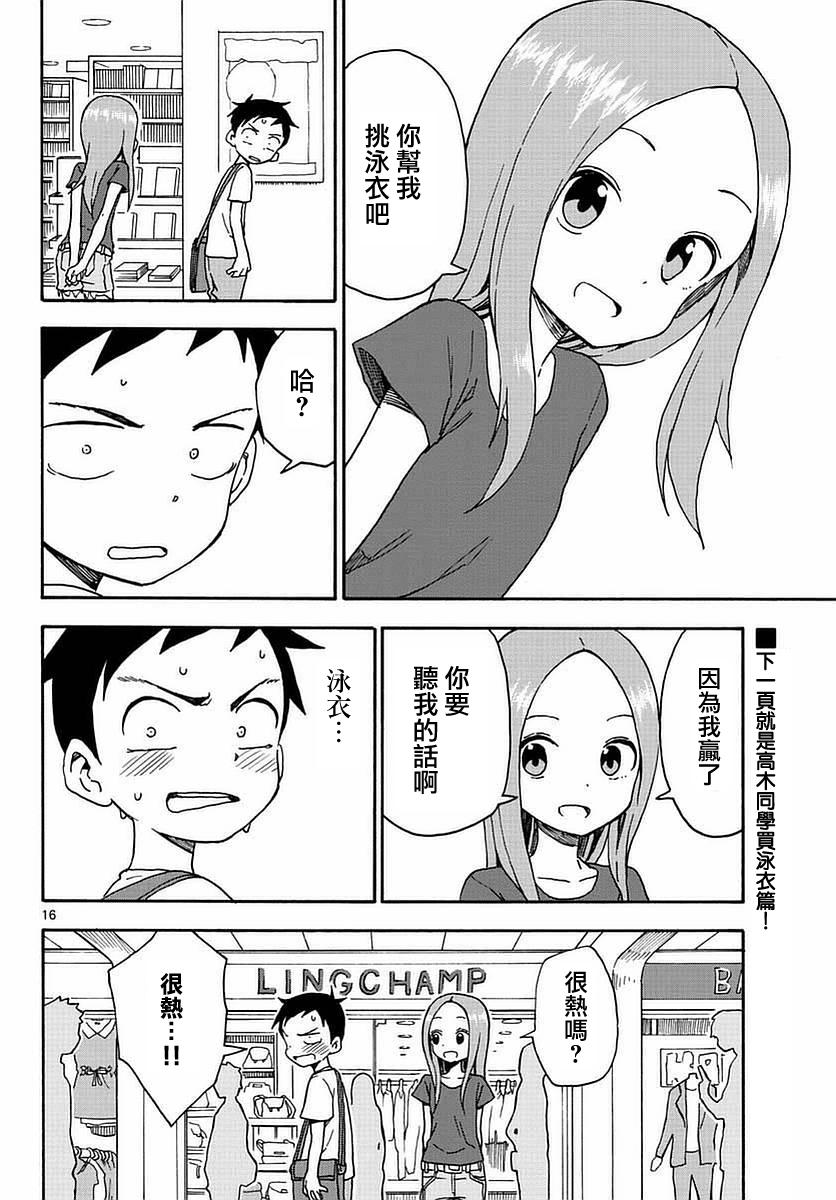 你幫我
挑泳衣吧
哈?
因為我贏了
你要
聽我的話啊
泳衣…
■下一頁就是高木同學買泳衣篇！
16
LINGCHAMP
BA
很熱嗎?
很熱…!!